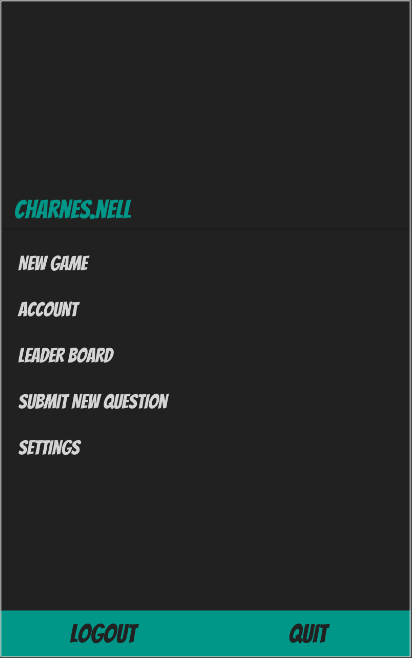 CHARNES.NELL
NEW GAME
ACCOUNT
LEADER BOARD
SUBMIT NEW QUESTION
SETTINGS
LOGOUT QUIT